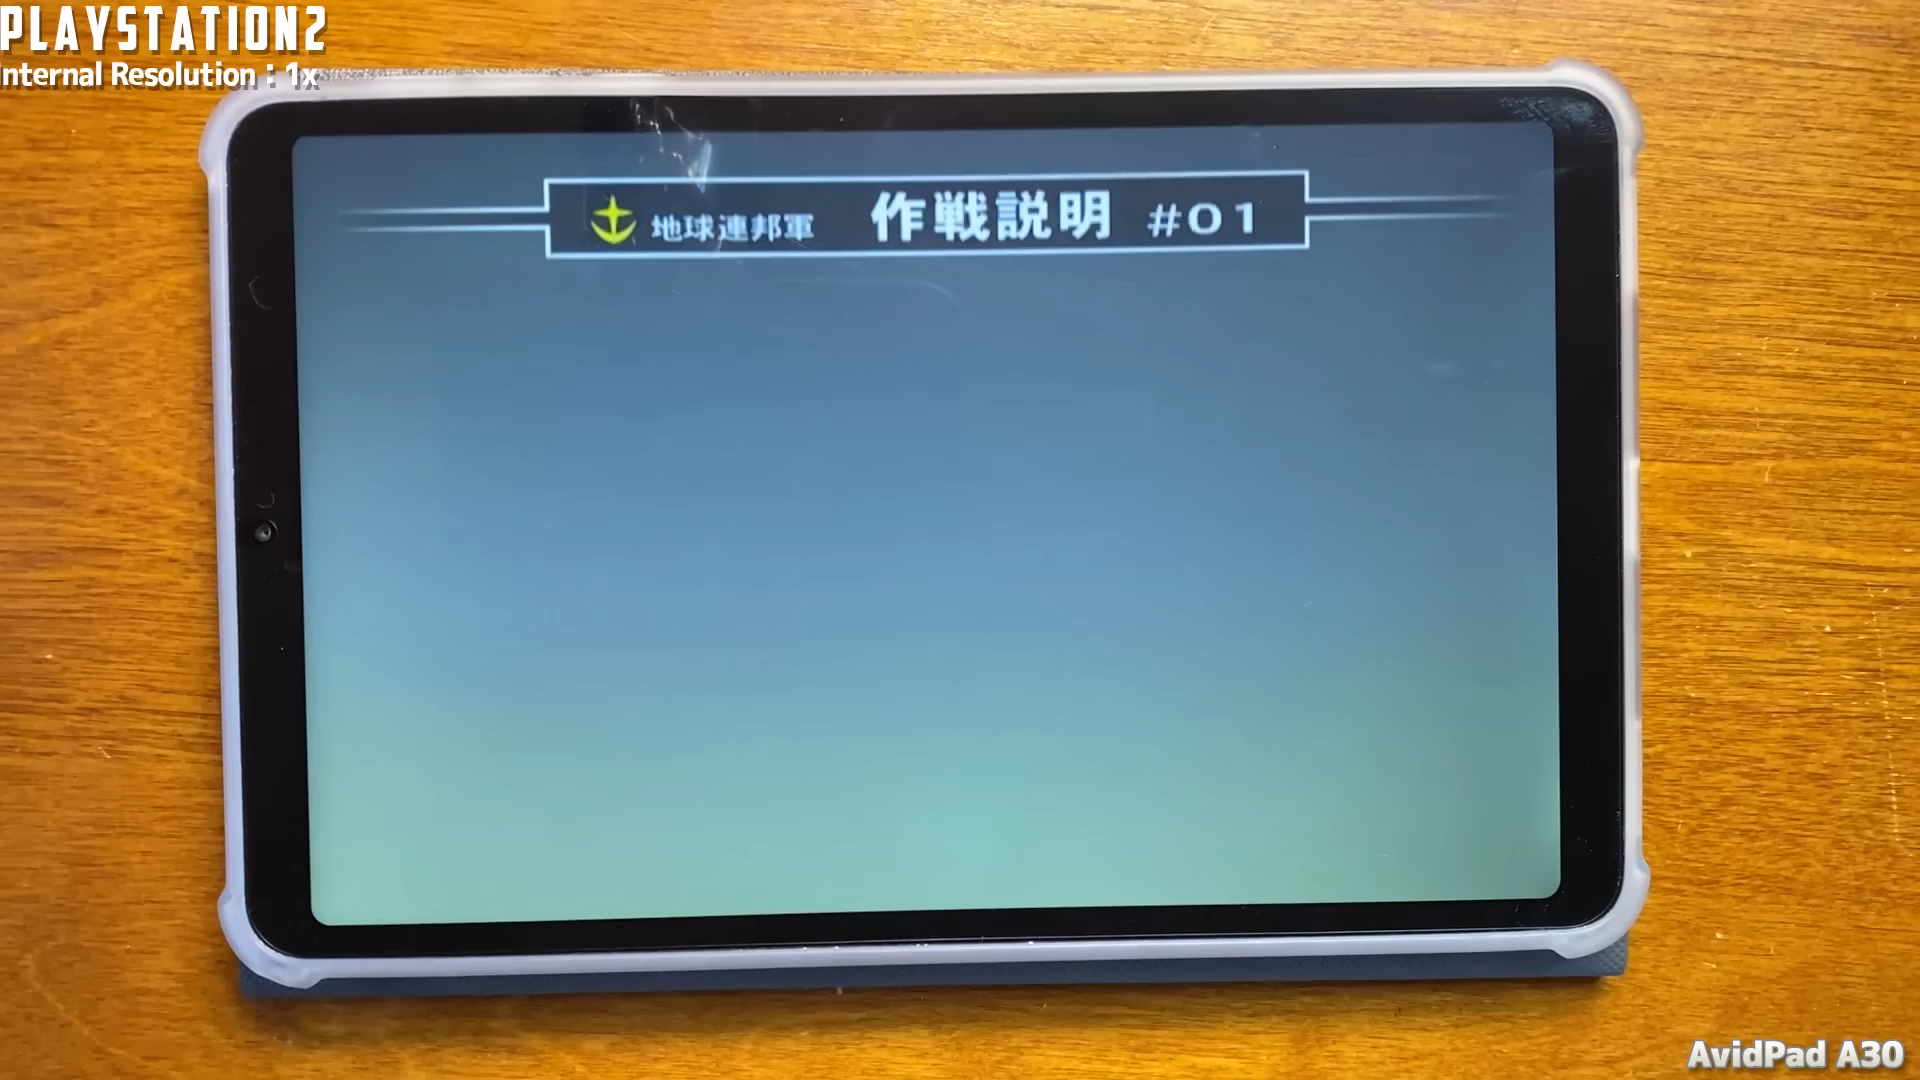 PLAYSTATION2
Internal Resolution : 1x
地球連邦軍 作戦説明 #01
AvidPad A30